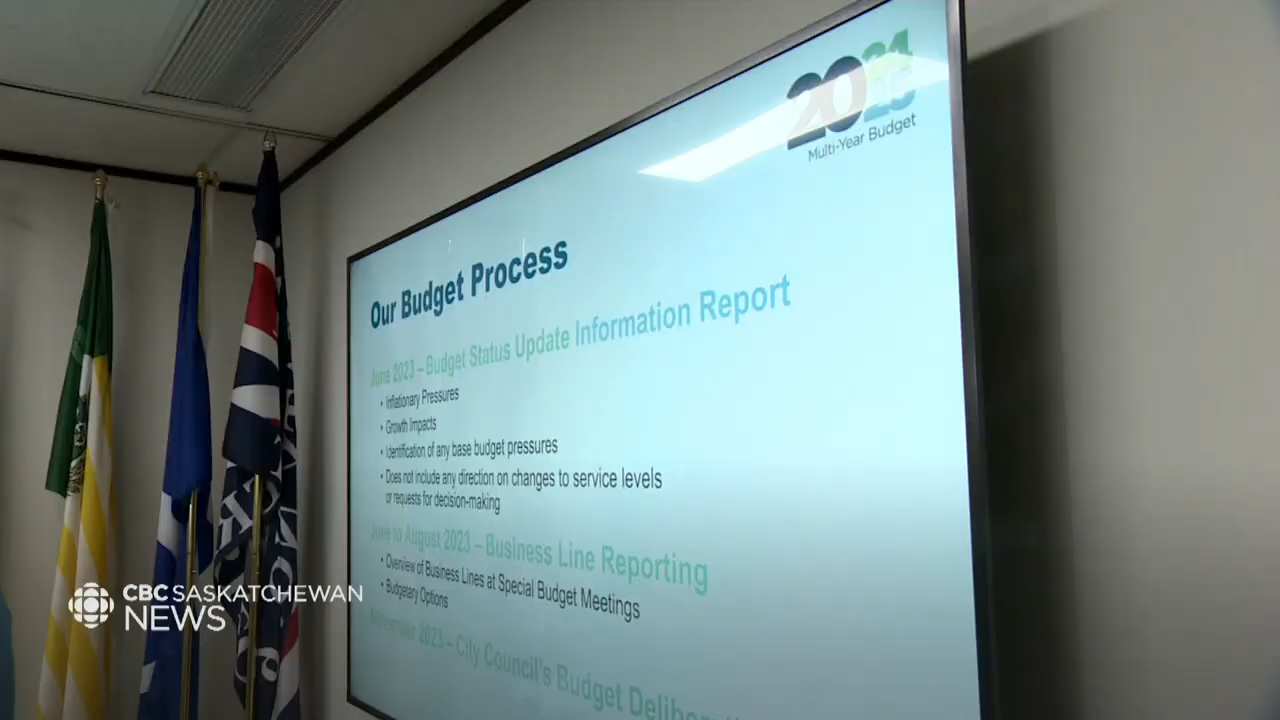 2024
2025
Multi-Year Budget
Our Budget Process
June 2023 – Budget Status Update Information Report
• Inflationary Pressures
• Growth Impacts
• Identification of any base budget pressures
• Does not include any direction on changes to service levels
or requests for decision-making
June to August 2023 – Business Line Reporting
• Overview of Business Lines at Special Budget Meetings
• Budgetary Options
November 2023 – City Council's Budget
CBC SASKATCHEWAN
NEWS